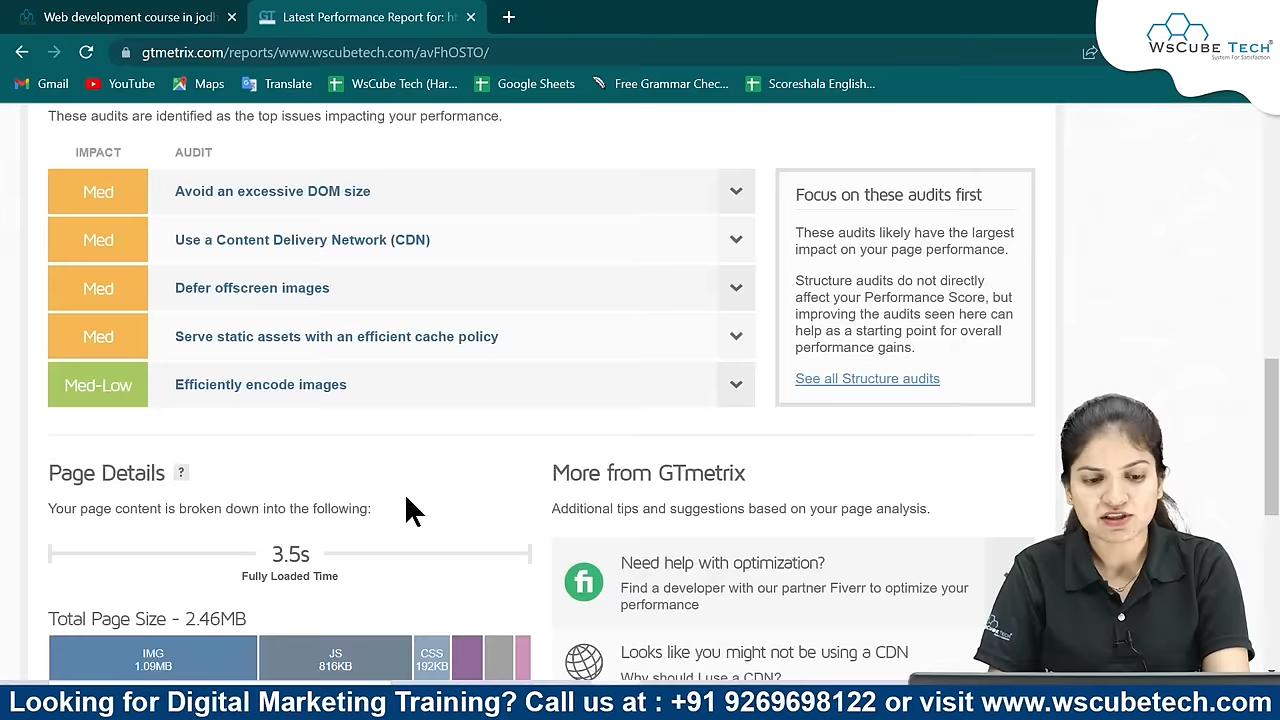 Web development course in jodh
Latest Performance Report for: ht
gtmetrix.com/reports/www.wscubetech.com/avFhOSTO/
WsCube Tech
System For Satisfaction
Gmail
YouTube
Maps
Translate
WsCube Tech (Har...
Google Sheets
Free Grammar Chec...
Scoreshala English...
These audits are identified as the top issues impacting your performance.
IMPACT AUDIT
Med Avoid an excessive DOM size
Med Use a Content Delivery Network (CDN)
Med Defer offscreen images
Med Serve static assets with an efficient cache policy
Med-Low Efficiently encode images
Focus on these audits first
These audits likely have the largest
impact on your page performance.
Structure audits do not directly
affect your Performance Score, but
improving the audits seen here can
help as a starting point for overall
performance gains.
See all Structure audits
Page Details ?
Your page content is broken down into the following:
3.5s
Fully Loaded Time
Total Page Size - 2.46MB
IMG
1.09MB
JS
816KB
CSS
192KB
More from GTmetrix
Additional tips and suggestions based on your page analysis.
fi
Need help with optimization?
Find a developer with our partner Fiverr to optimize your
performance
Looks like you might not be using a CDN
Why should I use a CDN?
WsCube Tech
Looking for Digital Marketing Training? Call us at : +91 9269698122 or visit www.wscubetech.com